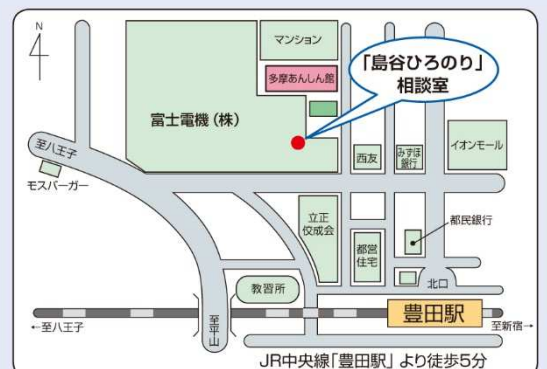 N
マンション
多摩あんしん館
「島谷ひろのり」
相談室
富士電機(株)
至八王子
モスバーガー
西友
みずほ
銀行
イオンモール
立正
佼成会
都営
住宅
都民銀行
教習所
北口
至平山
豊田駅
←至八王子
至新宿→
JR中央線「豊田駅」より徒歩5分